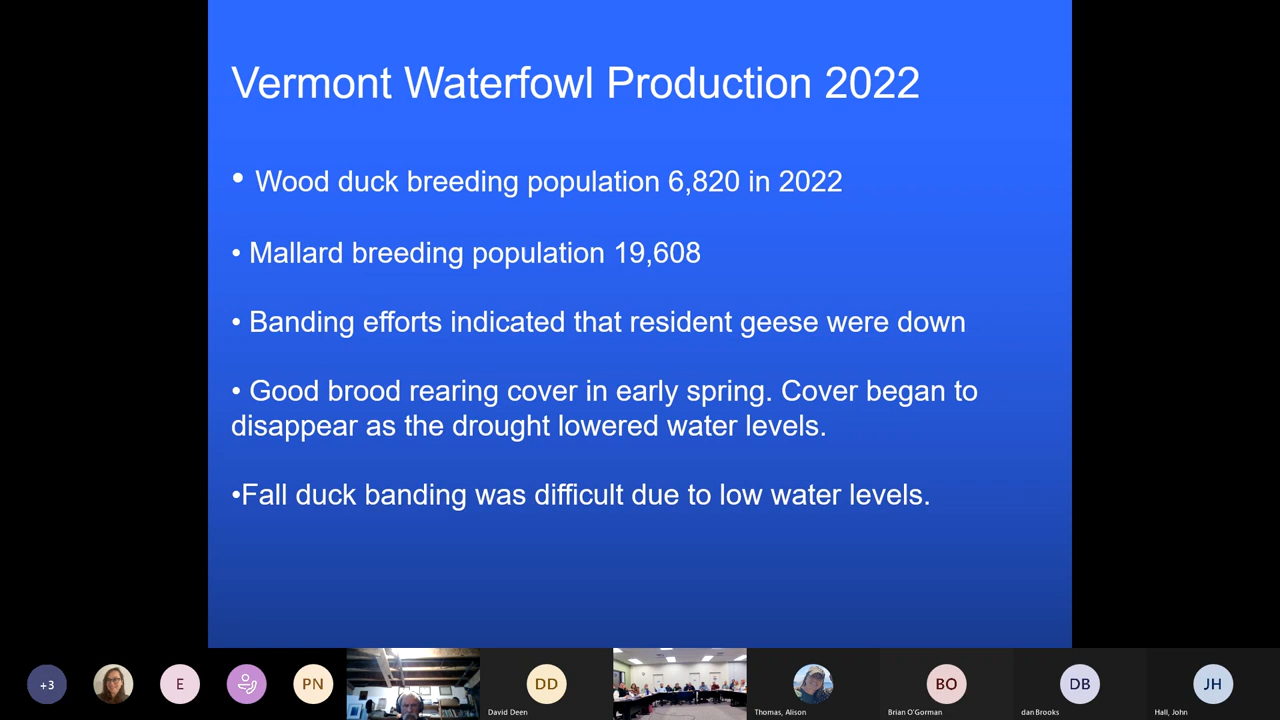 Vermont Waterfowl Production 2022
• Wood duck breeding population 6,820 in 2022
• Mallard breeding population 19,608
• Banding efforts indicated that resident geese were down
• Good brood rearing cover in early spring. Cover began to
disappear as the drought lowered water levels.
•Fall duck banding was difficult due to low water levels.
+3
E
PN
DD
David Deen
Thomas, Alison
BO
Brian O'Gorman
DB
dan Brooks
JH
Hall, John